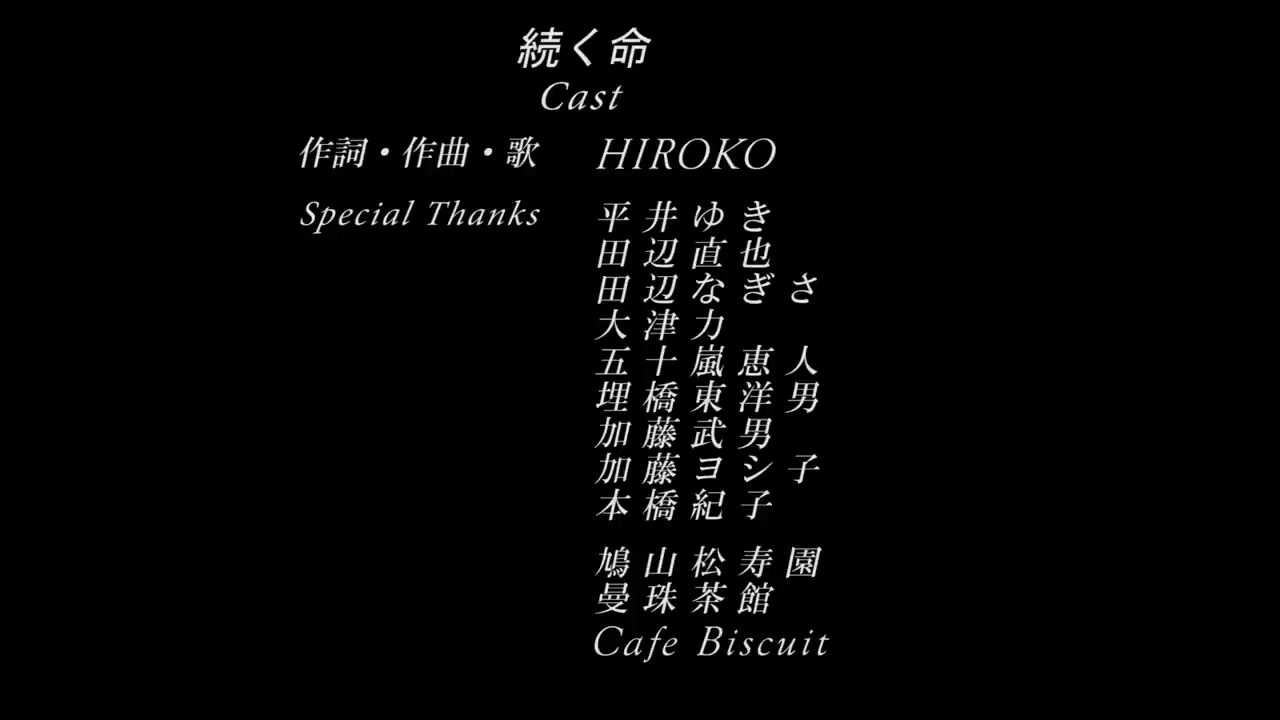 続く命
Cast
作詞・作曲・歌 HIROKO
Special Thanks 平井ゆき
田辺直也
田辺なぎさ
大津力
五十嵐恵人
埋橋東洋男
加藤武男
加藤ヨシ子
本橋紀子
鳩山松寿園
曼珠茶館
Cafe Biscuit